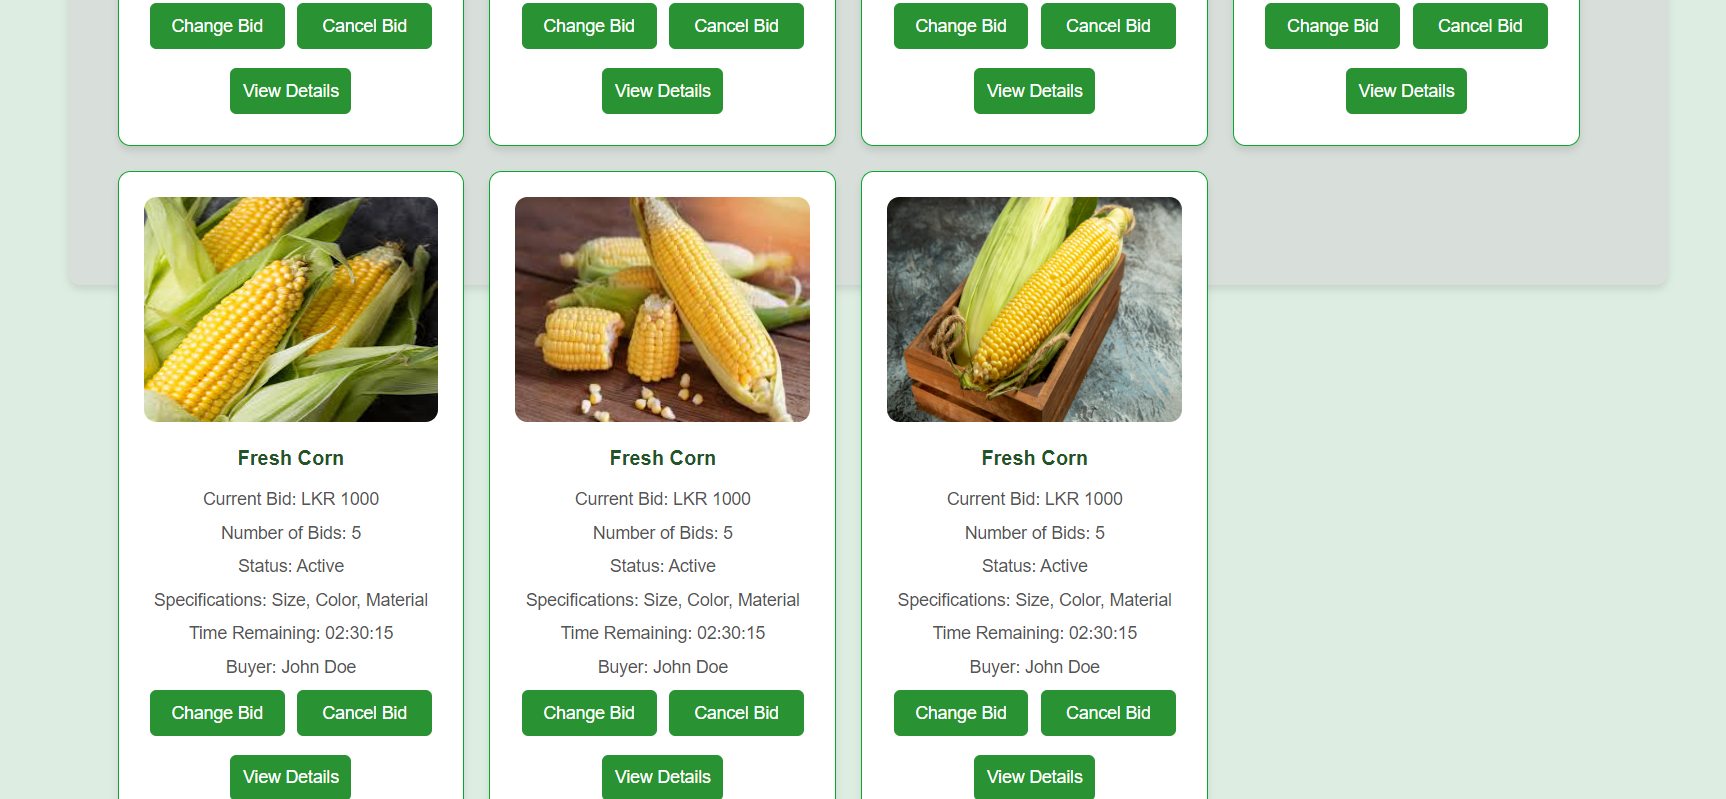 Change Bid Cancel Bid Change Bid Cancel Bid Change Bid Cancel Bid Change Bid Cancel Bid
View Details View Details View Details View Details
Fresh Corn
Current Bid: LKR 1000
Number of Bids: 5
Status: Active
Specifications: Size, Color, Material
Time Remaining: 02:30:15
Buyer: John Doe
Change Bid Cancel Bid
View Details
Fresh Corn
Current Bid: LKR 1000
Number of Bids: 5
Status: Active
Specifications: Size, Color, Material
Time Remaining: 02:30:15
Buyer: John Doe
Change Bid Cancel Bid
View Details
Fresh Corn
Current Bid: LKR 1000
Number of Bids: 5
Status: Active
Specifications: Size, Color, Material
Time Remaining: 02:30:15
Buyer: John Doe
Change Bid Cancel Bid
View Details